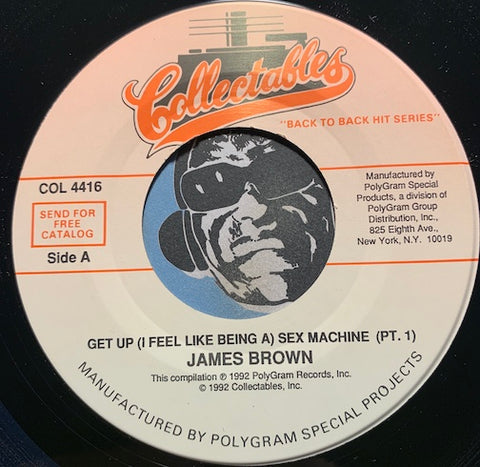 Collectables
"BACK TO BACK HIT SERIES"
COL 4416
SEND FOR
FREE
CATALOG
Side A
Manufactured by
PolyGram Special
Products, a division of
PolyGram Group
Distribution, Inc.,
825 Eighth Ave.,
New York, N.Y. 10019
GET UP (I FEEL LIKE BEING A) SEX MACHINE (PT. 1)
JAMES BROWN
This compilation ℗ 1992 PolyGram Records, Inc.
© 1992 Collectables, Inc.
MANUFACTURED BY POLYGRAM SPECIAL PROJECTS